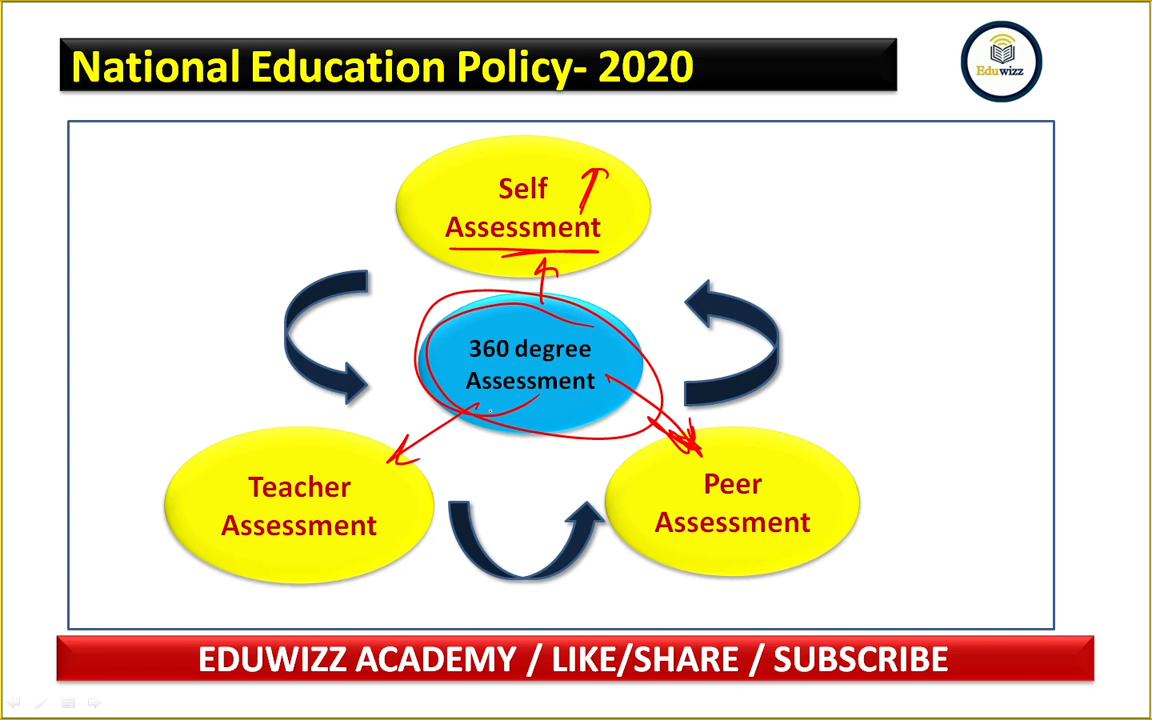 National Education Policy- 2020
Eduwizz
Self
Assessment
360 degree
Assessment
Teacher
Assessment
Peer
Assessment
EDUWIZZ ACADEMY / LIKE/SHARE / SUBSCRIBE